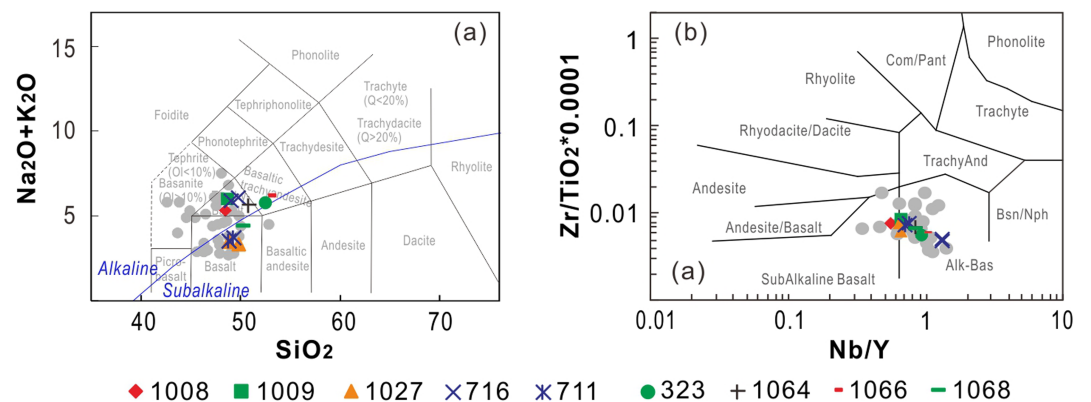 (a)
Na2O+K2O
15
10
5
40
50
60
70
SiO2
Phonolite
Trachyte
(Q<20%)
Tephriphonolite
Foidite
Trachydacite
(Q>20%)
Phonotephrite
Trachydesite
Tephrite
(Ol<10%)
Basanite
(Ol>10%)
Basaltic
trachyandesite
Rhyolite
Dacite
Andesite
Basaltic
andesite
Basalt
Picro-
basalt
Alkaline
Subalkaline
(b)
Zr/TiO2*0.0001
1
0.1
0.01
0.01
0.1
1
10
Nb/Y
Phonolite
Com/Pant
Rhyolite
Trachyte
Rhyodacite/Dacite
TrachyAnd
Andesite
Bsn/Nph
Andesite/Basalt
Alk-Bas
(a)
SubAlkaline Basalt
1008
1009
1027
716
711
323
1064
1066
1068